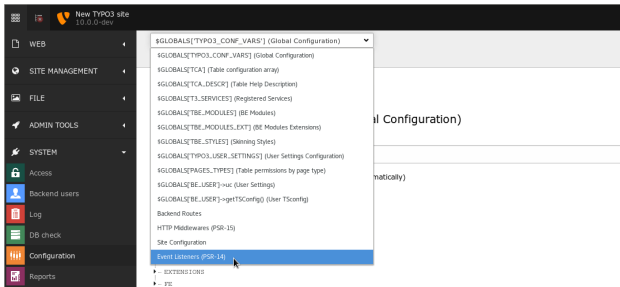 New TYPO3 site
10.0.0-dev
WEB
SITE MANAGEMENT
FILE
ADMIN TOOLS
SYSTEM
Access
Backend users
Log
DB check
Configuration
Reports
$GLOBALS['TYPO3_CONF_VARS'] (Global Configuration)
$GLOBALS['TYPO3_CONF_VARS'] (Global Configuration)
$GLOBALS['TCA'] (Table configuration array)
$GLOBALS['TCA_DESCR'] (Table Help Description)
$GLOBALS['T3_SERVICES'] (Registered Services)
$GLOBALS['TBE_MODULES'] (BE Modules)
$GLOBALS['TBE_MODULES_EXT'] (BE Modules Extensions)
$GLOBALS['TBE_STYLES'] (Skinning Styles)
$GLOBALS['TYPO3_USER_SETTINGS'] (User Settings Configuration)
$GLOBALS['PAGES_TYPES'] (Table permissions by page type)
$GLOBALS['BE_USER']->uc (User Settings)
$GLOBALS['BE_USER']->getTSConfig() (User TSconfig)
Backend Routes
HTTP Middlewares (PSR-15)
Site Configuration
Event Listeners (PSR-14)
al Configuration)
matically)
EXTENSIONS
FE